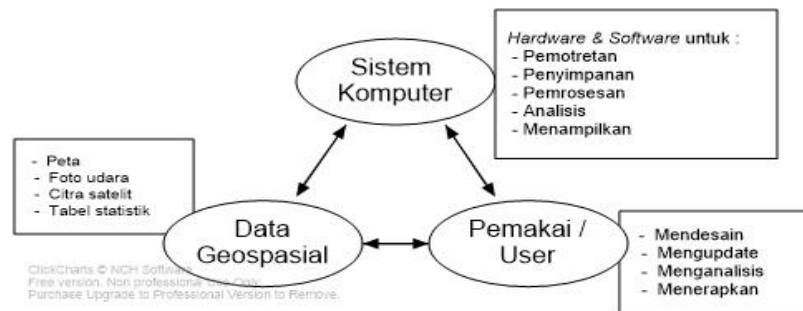 Sistem
Komputer
Hardware & Software untuk :
- Pemotretan
- Penyimpanan
- Pemrosesan
- Analisis
- Menampilkan
- Peta
- Foto udara
- Citra satelit
- Tabel statistik
Data
Geospasial
Pemakai /
User
- Mendesain
- Mengupdate
- Menganalisis
- Menerapkan
ClickCharts © NCH Software
Free version. Non professional Use Only.
Purchase Upgrade to Professional Version to Remove.